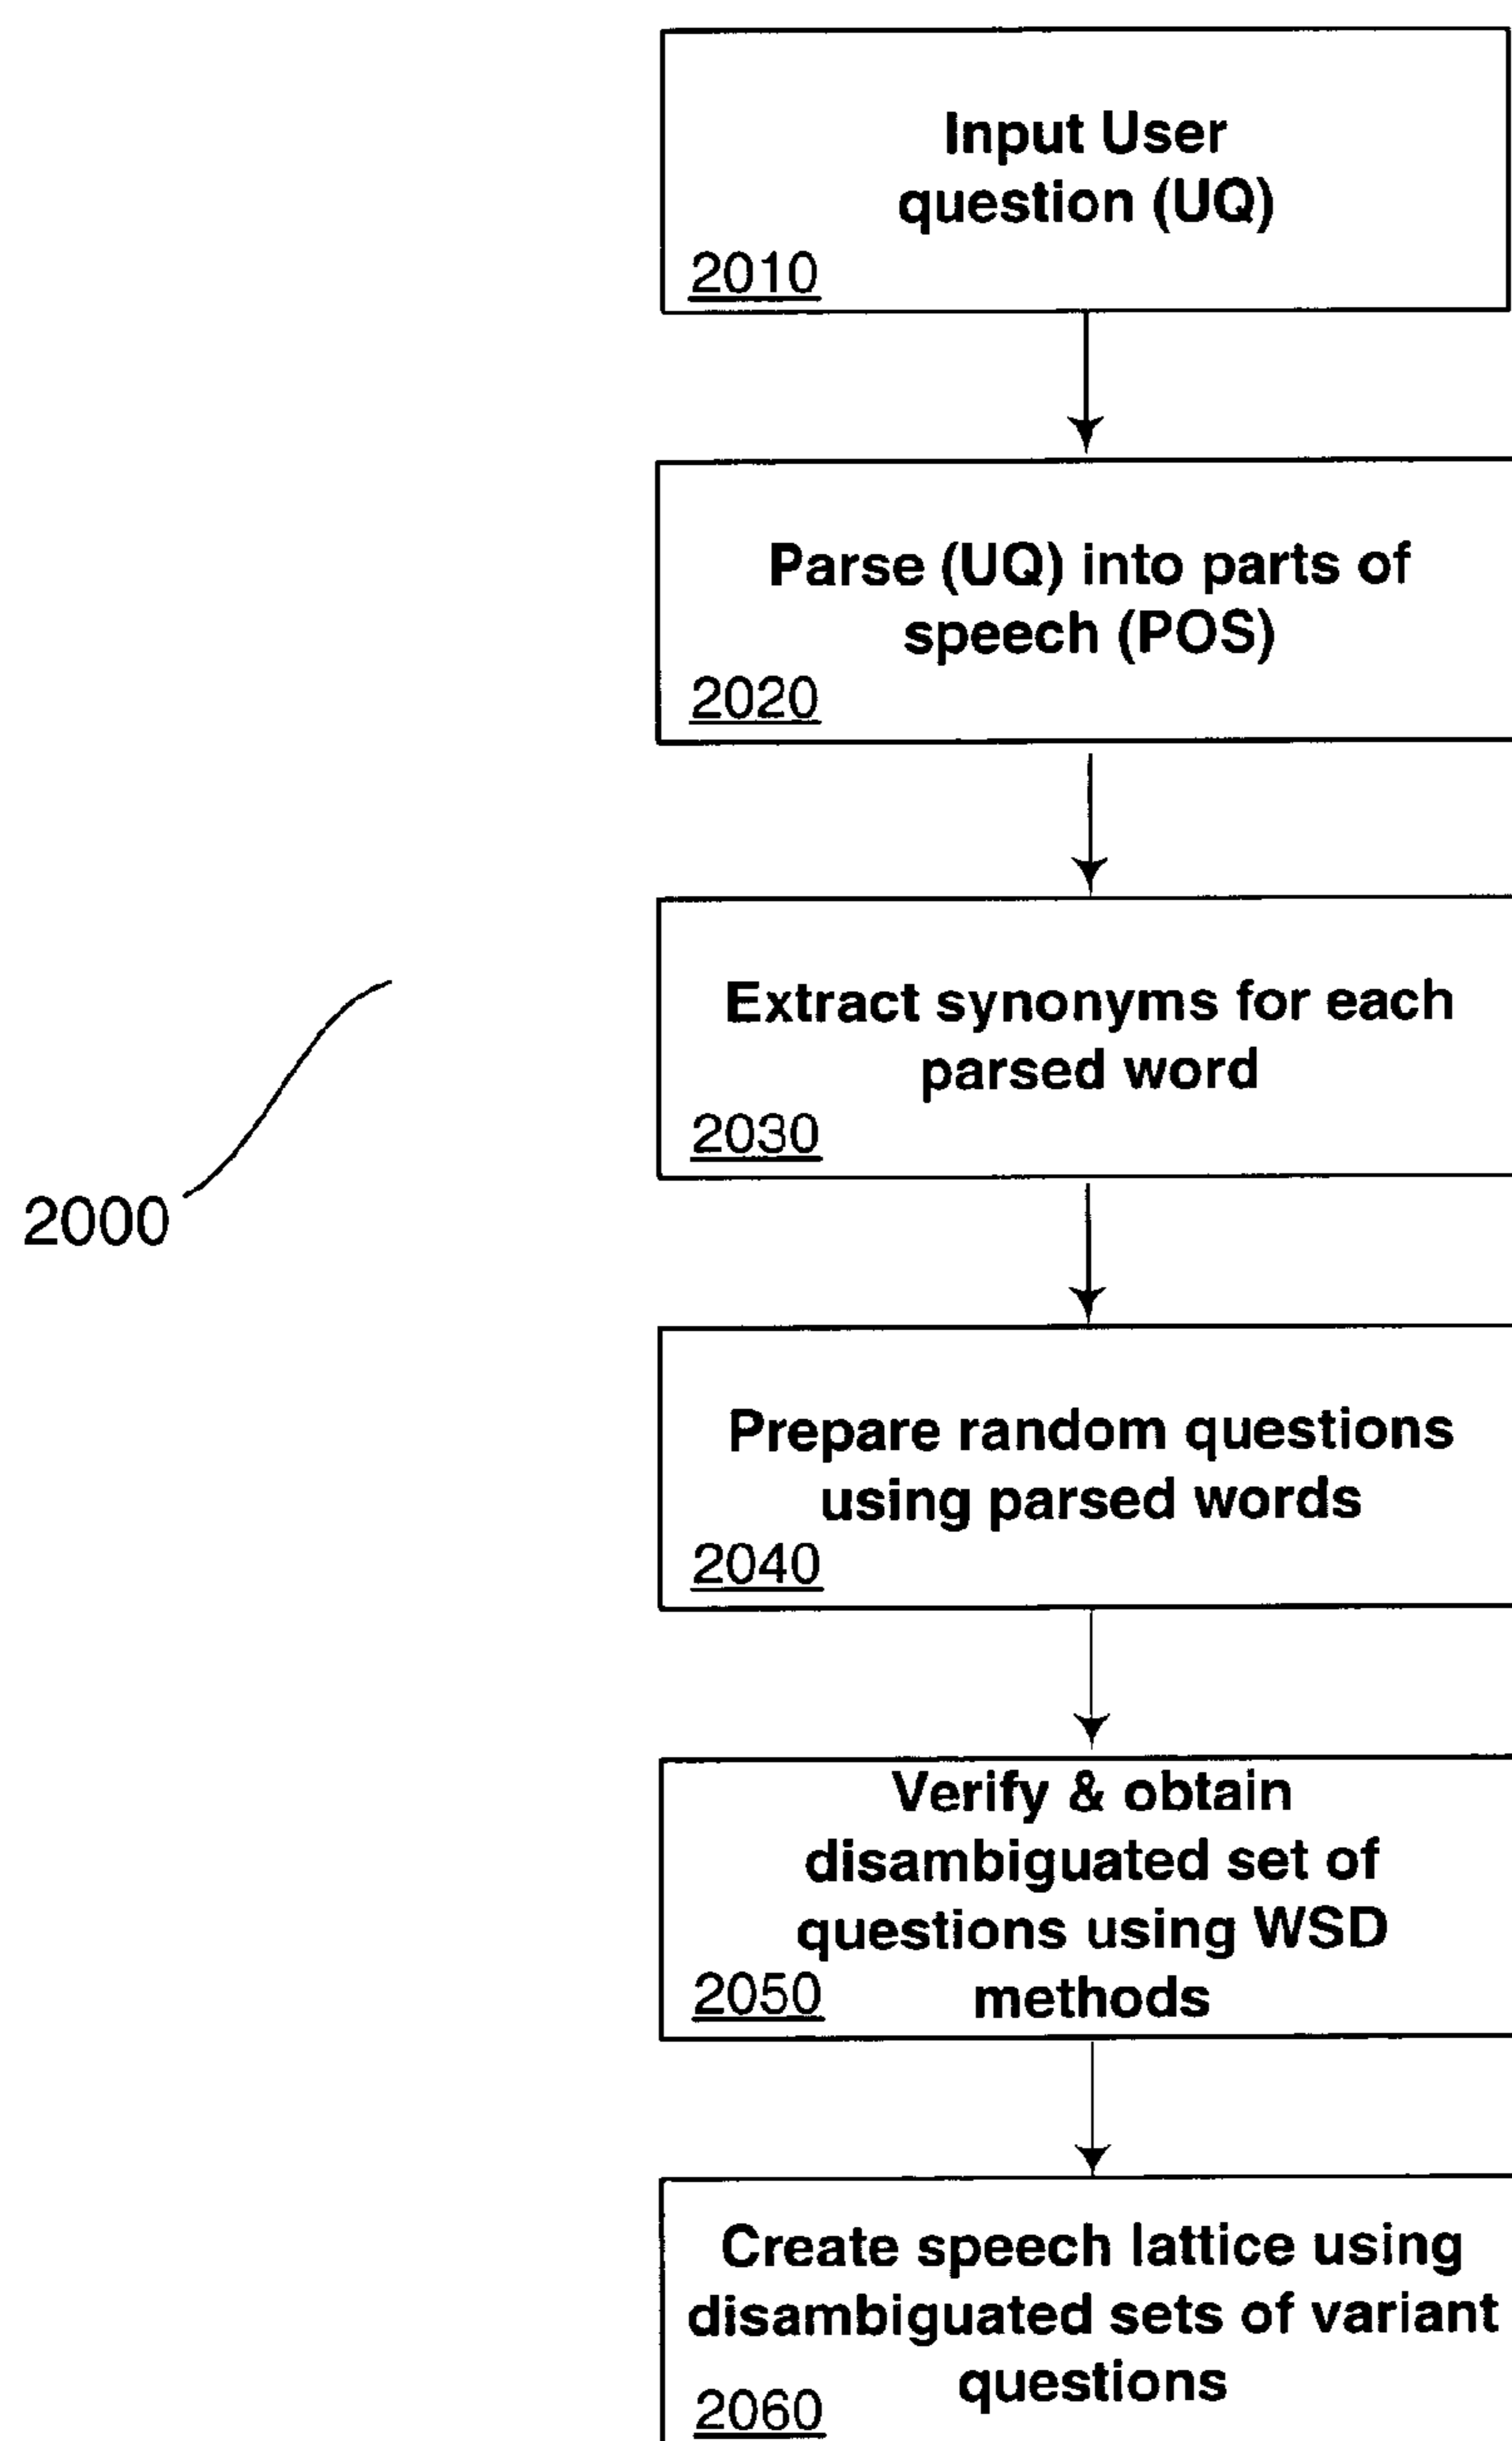 Input User
question (UQ)
2010
Parse (UQ) into parts of
speech (POS)
2020
Extract synonyms for each
parsed word
2030
2000
Prepare random questions
using parsed words
2040
Verify & obtain
disambiguated set of
questions using WSD
methods
2050
Create speech lattice using
disambiguated sets of variant
questions
2060